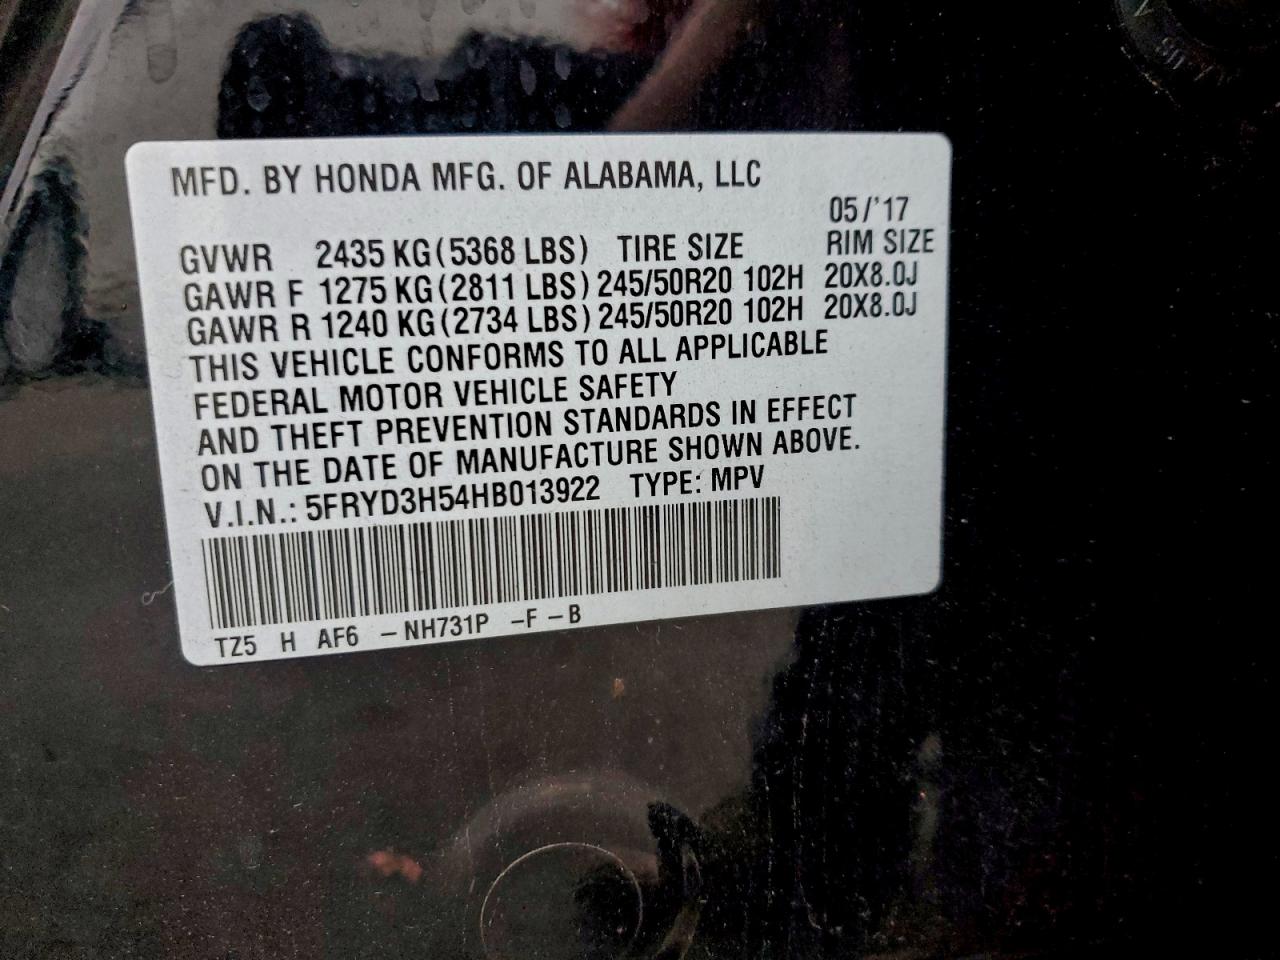 MFD. BY HONDA MFG. OF ALABAMA, LLC
05/'17
GVWR 2435 KG(5368 LBS) TIRE SIZE RIM SIZE
GAWR F 1275 KG(2811 LBS) 245/50R20 102H 20X8.0J
GAWR R 1240 KG(2734 LBS) 245/50R20 102H 20X8.0J
THIS VEHICLE CONFORMS TO ALL APPLICABLE
FEDERAL MOTOR VEHICLE SAFETY
AND THEFT PREVENTION STANDARDS IN EFFECT
ON THE DATE OF MANUFACTURE SHOWN ABOVE.
V.I.N.: 5FRYD3H54HB013922 TYPE: MPV
TZ5 H AF6 -NH731P -F-B